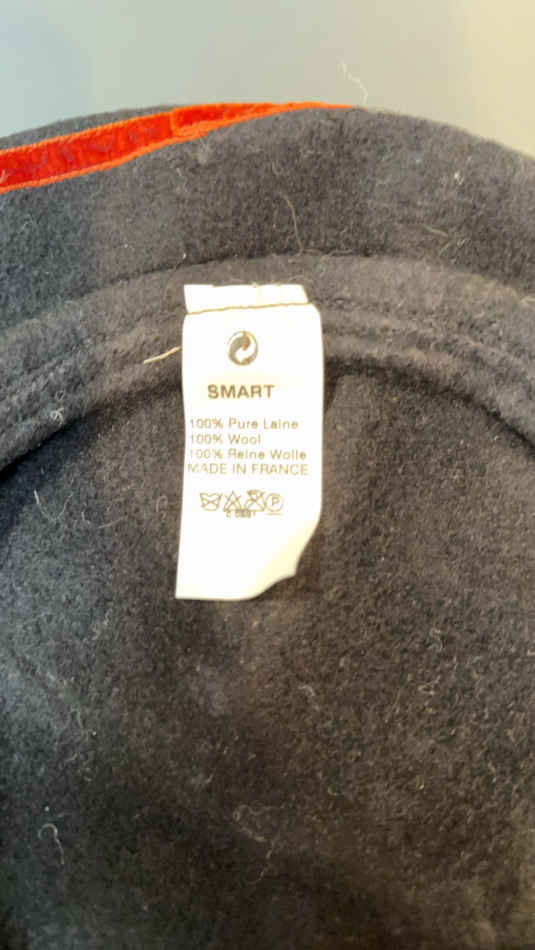 SMART
100% Pure Laine
100% Wool
100% Reine Wolle
MADE IN FRANCE
P